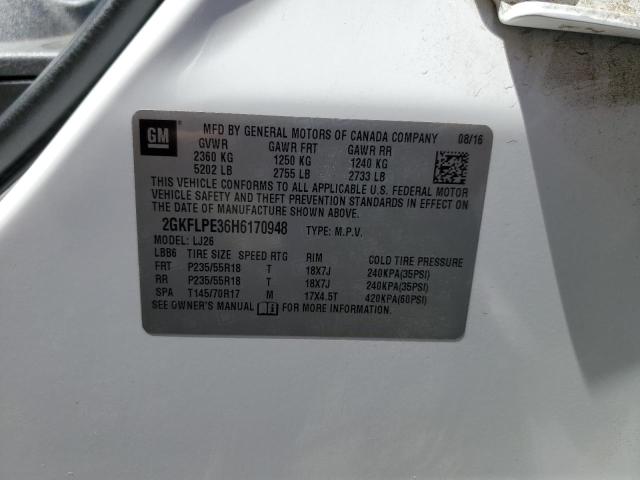 GM MFD BY GENERAL MOTORS OF CANADA COMPANY 08/16
GVWR GAWR FRT GAWR RR
2360 KG 1250 KG 1240 KG
5202 LB 2755 LB 2733 LB
THIS VEHICLE CONFORMS TO ALL APPLICABLE U.S. FEDERAL MOTOR
VEHICLE SAFETY AND THEFT PREVENTION STANDARDS IN EFFECT ON
THE DATE OF MANUFACTURE SHOWN ABOVE.
2GKFLPE36H6170948 TYPE: M.P.V.
MODEL: LJ26
LBB6 TIRE SIZE SPEED RTG RIM COLD TIRE PRESSURE
FRT P235/55R18 T 18X7J 240KPA(35PSI)
RR P235/55R18 T 18X7J 240KPA(35PSI)
SPA T145/70R17 M 17X4.5T 420KPA(60PSI)
SEE OWNER'S MANUAL FOR MORE INFORMATION.